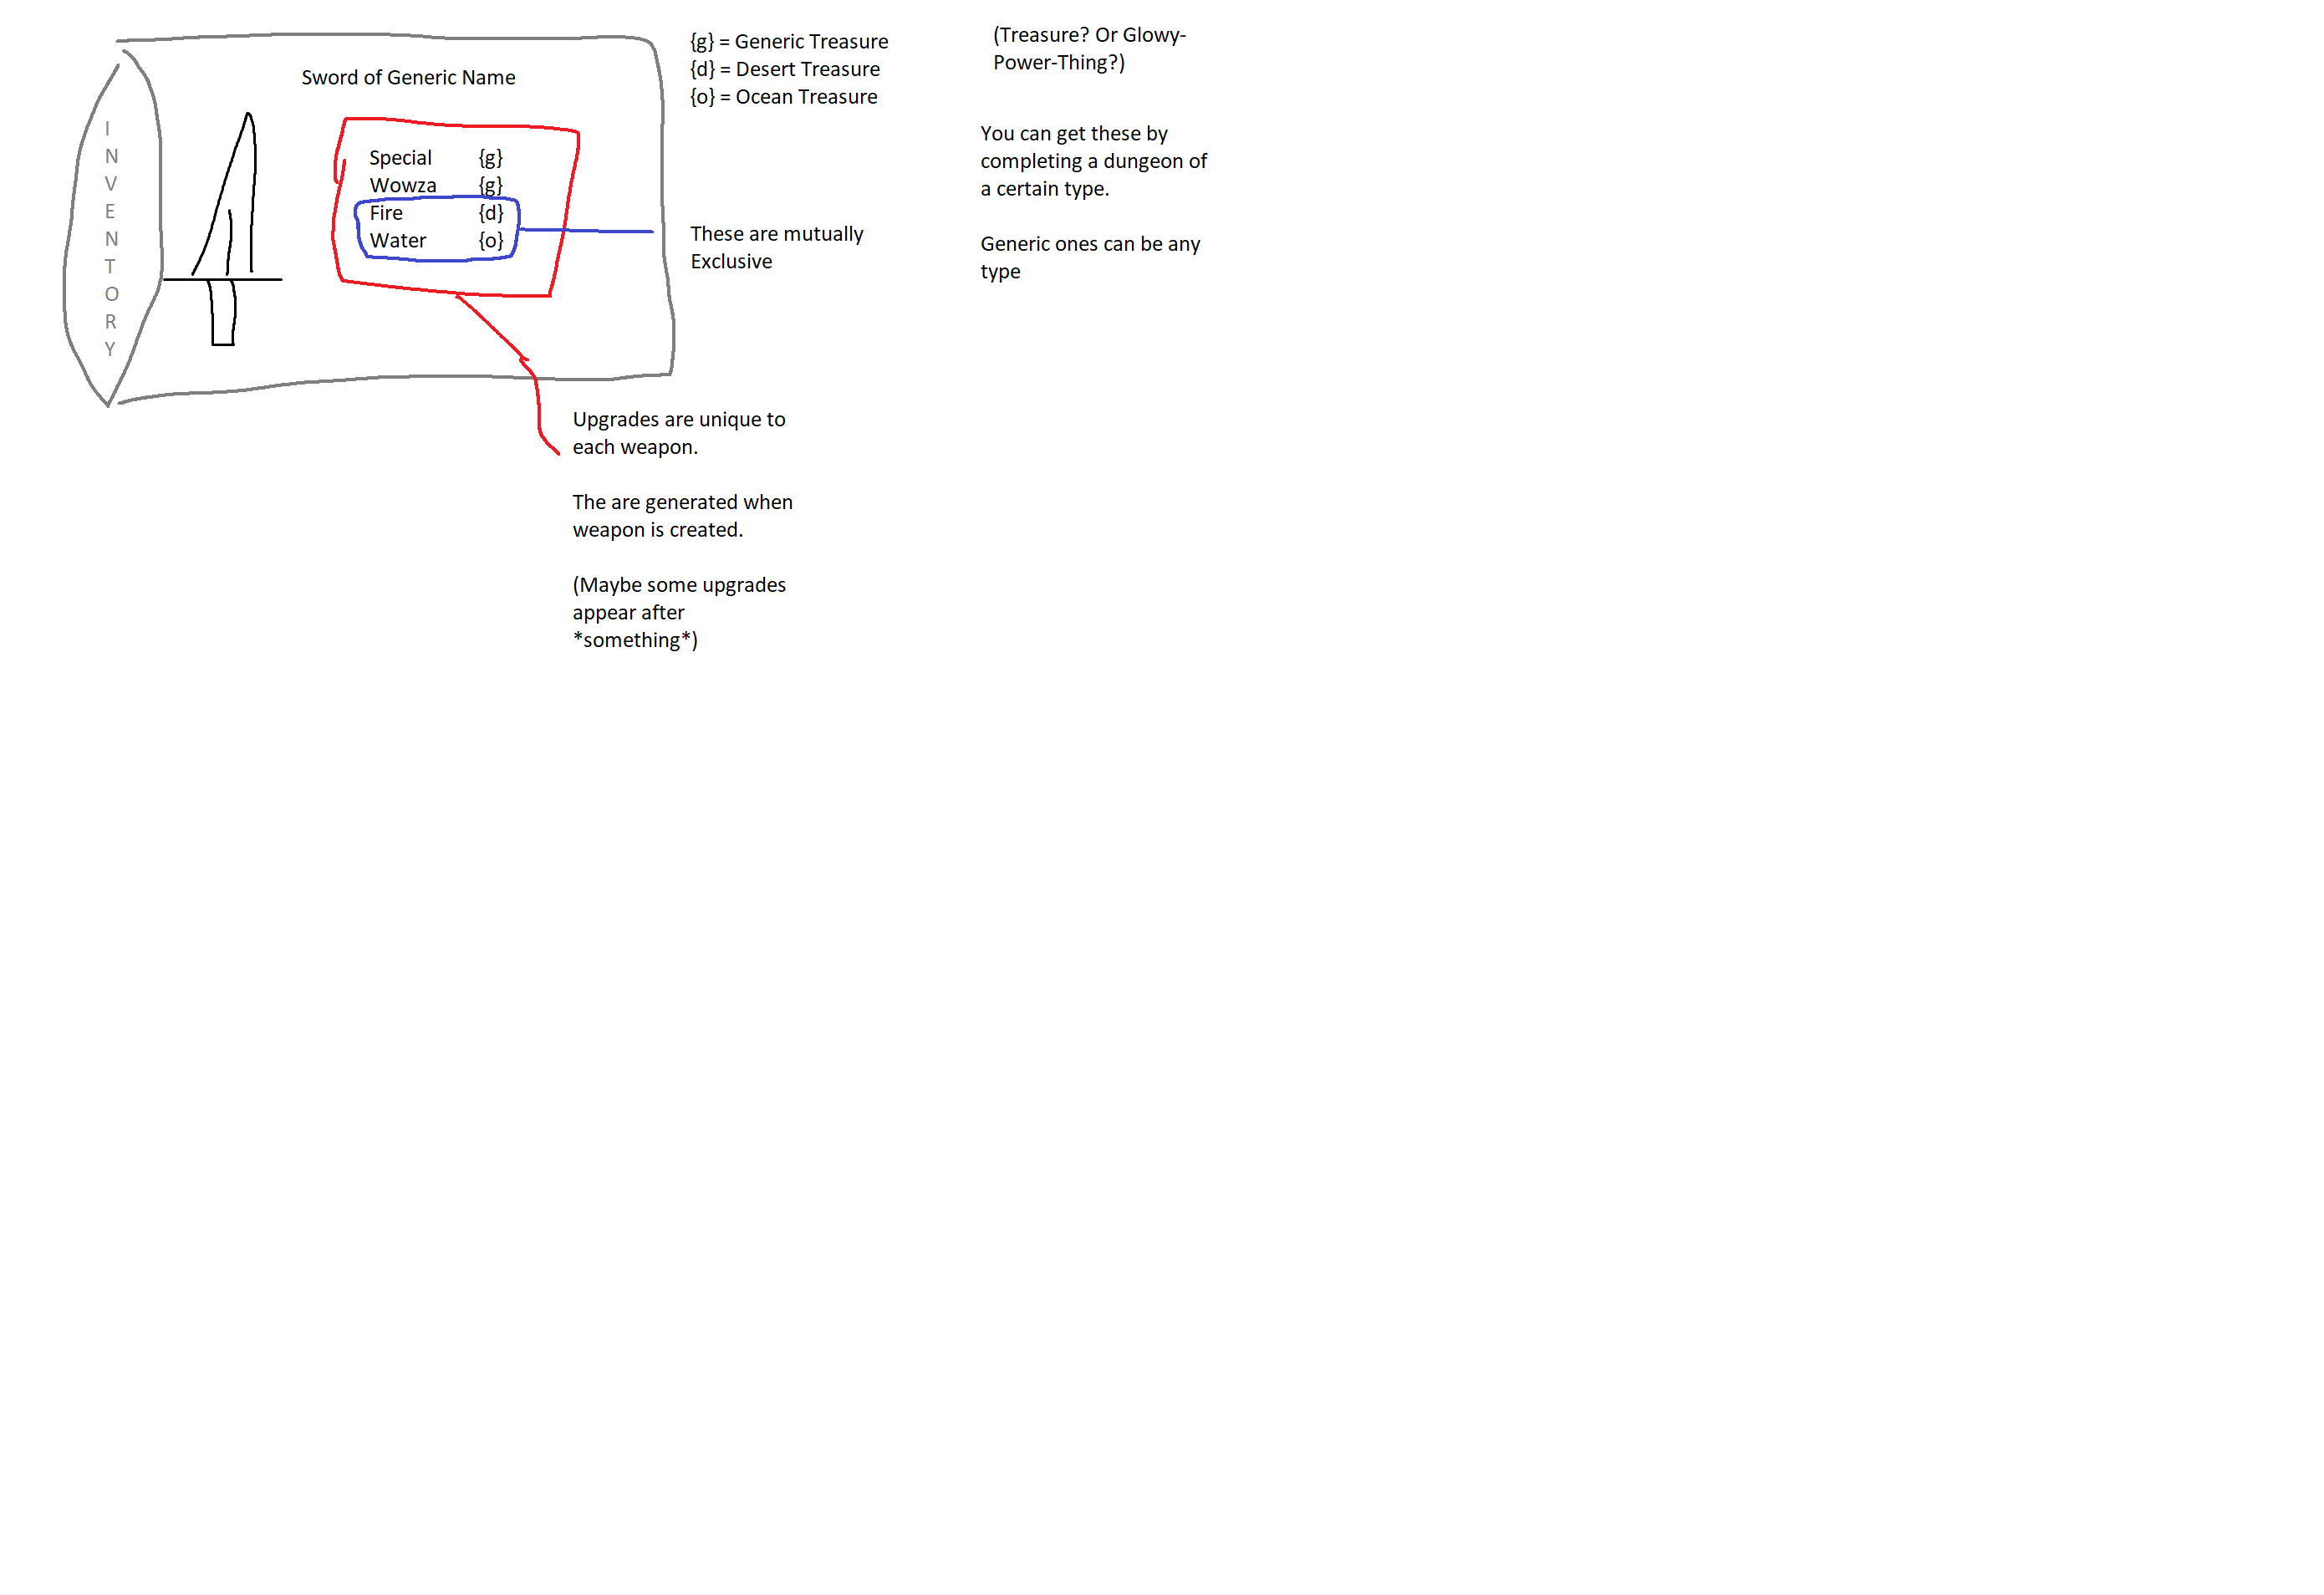 I
N
V
E
N
T
O
R
Y
Sword of Generic Name
Special {g}
Wowza {g}
Fire {d}
Water {o}
{g} = Generic Treasure
{d} = Desert Treasure
{o} = Ocean Treasure
These are mutually
Exclusive
(Treasure? Or Glowy-
Power-Thing?)
You can get these by
completing a dungeon of
a certain type.
Generic ones can be any
type
Upgrades are unique to
each weapon.
The are generated when
weapon is created.
(Maybe some upgrades
appear after
*something*)